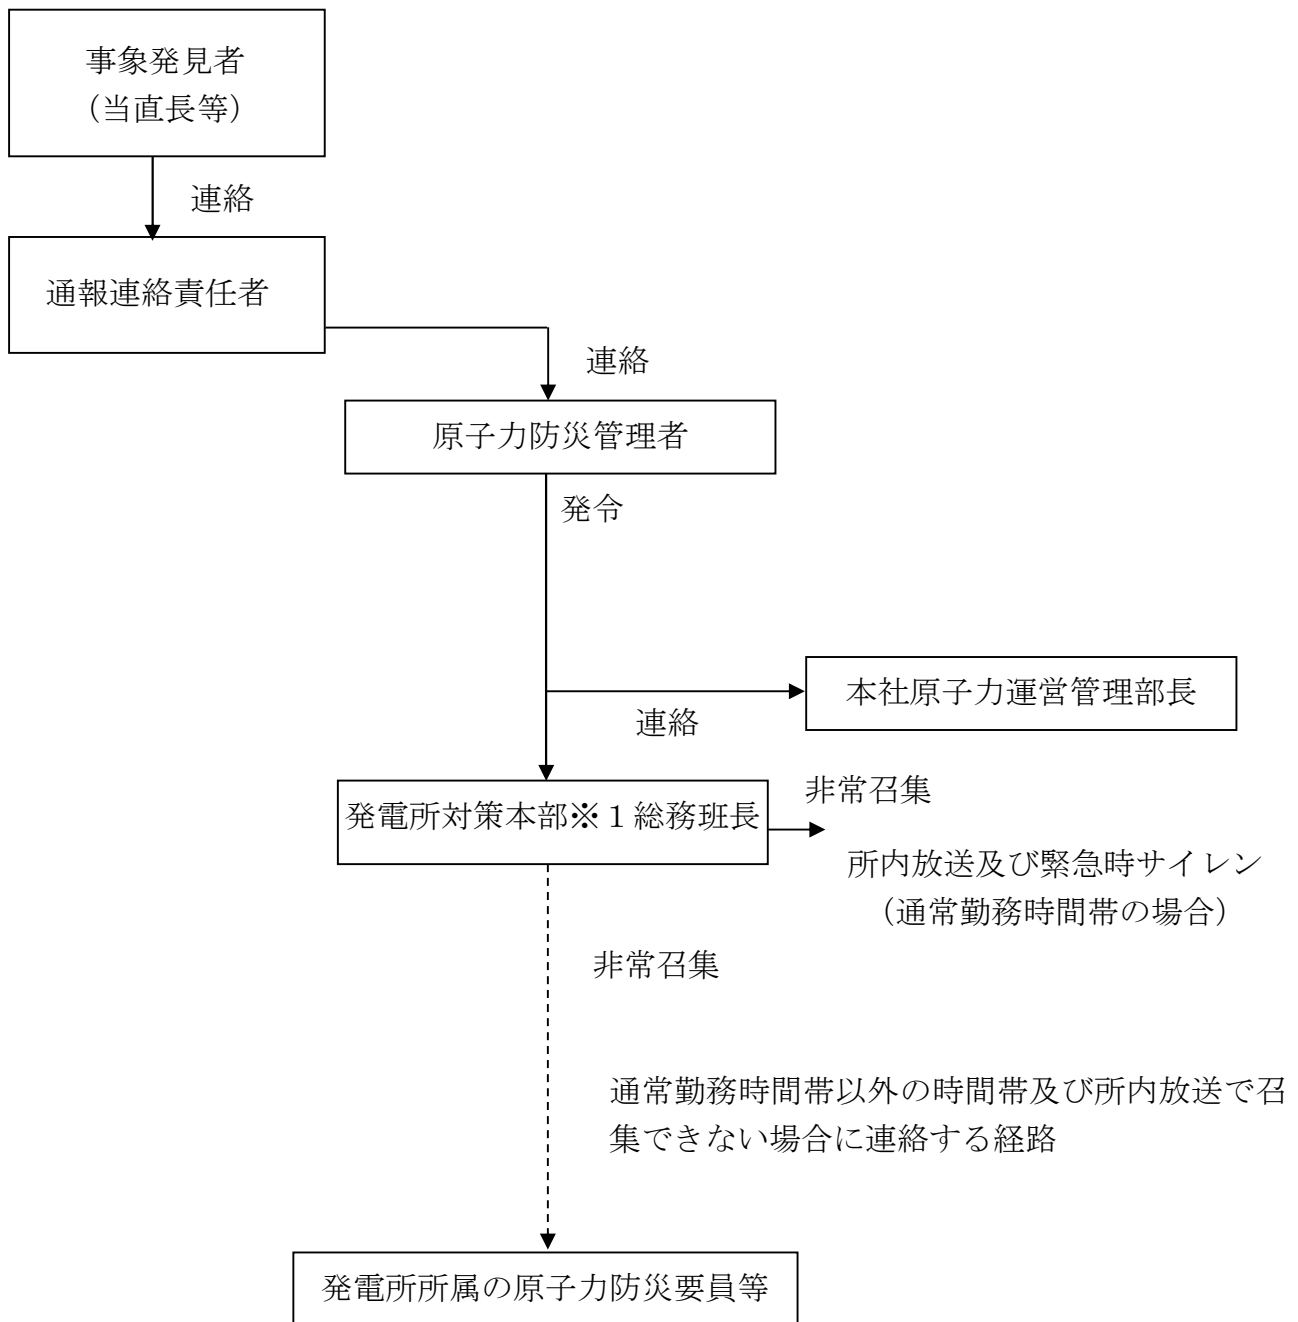 事象発見者
(当直長等)
連絡
通報連絡責任者
連絡
原子力防災管理者
発令
本社原子力運営管理部長
連絡
発電所対策本部※１総務班長
非常召集
所内放送及び緊急時サイレン
（通常勤務時間帯の場合）
非常召集
通常勤務時間帯以外の時間帯及び所内放送で召
集できない場合に連絡する経路
発電所所属の原子力防災要員等